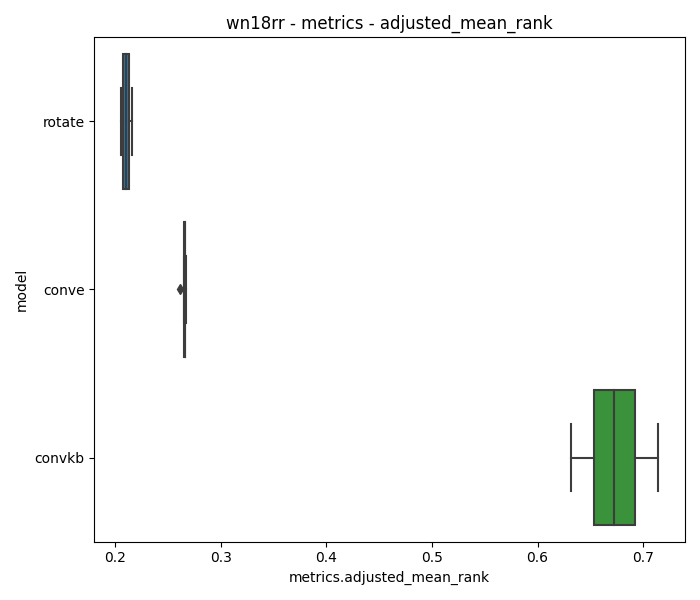 wn18rr - metrics - adjusted_mean_rank
model
rotate
conve
convkb
0.2 0.3 0.4 0.5 0.6 0.7
metrics.adjusted_mean_rank